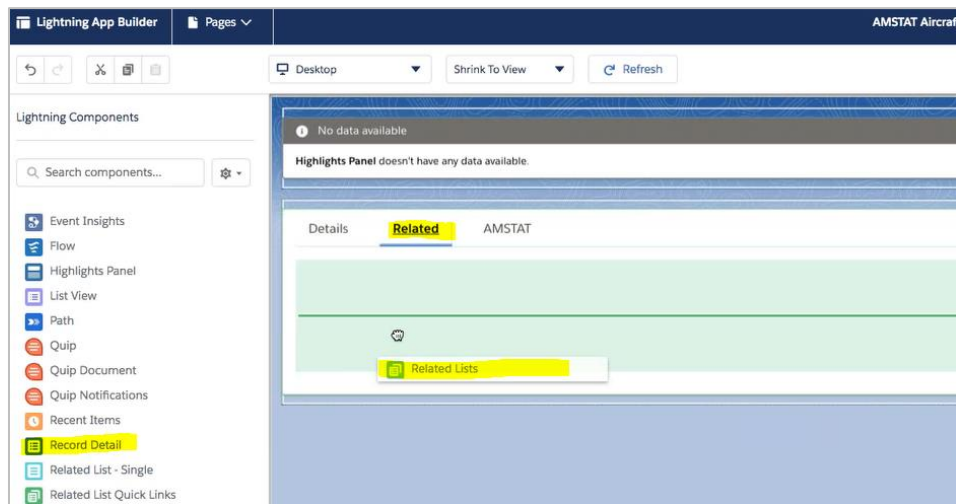 Lightning App Builder Pages AMSTAT Aircraf
Desktop Shrink To View Refresh
Lightning Components
Search components...
Event Insights
Flow
Highlights Panel
List View
Path
Quip
Quip Document
Quip Notifications
Recent Items
Record Detail
Related List - Single
Related List Quick Links
No data available
Highlights Panel doesn't have any data available.
Details Related AMSTAT
Related Lists